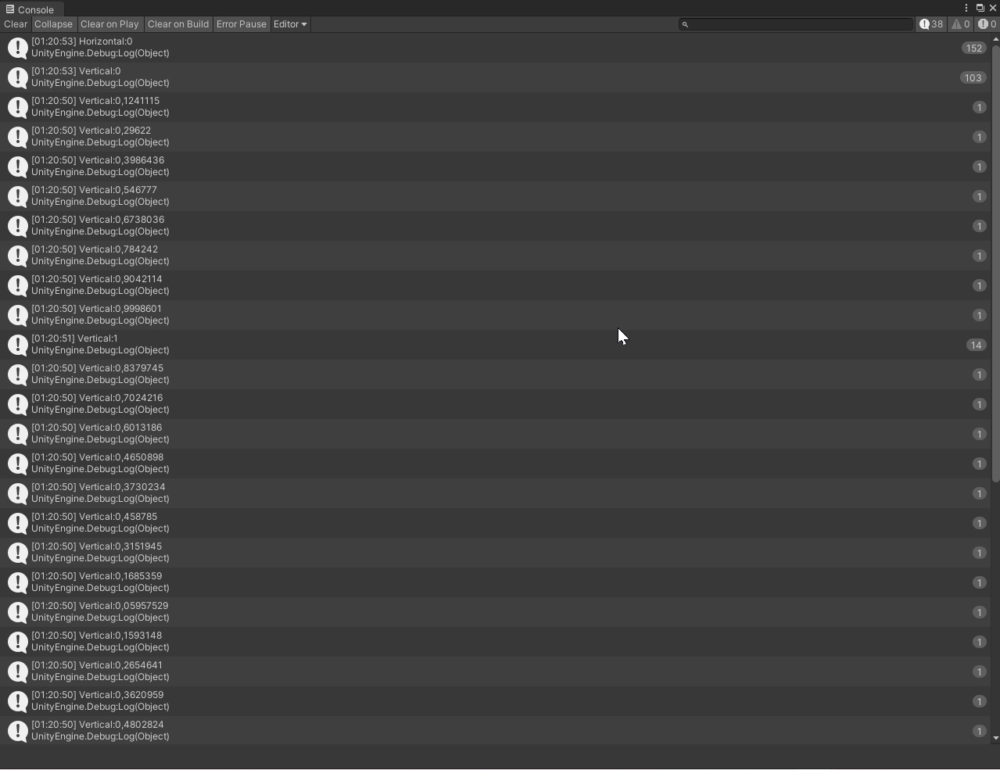 Console
Clear Collapse Clear on Play Clear on Build Error Pause Editor 38 0 0
[01:20:53] Horizontal:0
UnityEngine.Debug:Log(Object)
152
[01:20:53] Vertical:0
UnityEngine.Debug:Log(Object)
103
[01:20:50] Vertical:0,1241115
UnityEngine.Debug:Log(Object)
1
[01:20:50] Vertical:0,29622
UnityEngine.Debug:Log(Object)
1
[01:20:50] Vertical:0,3986436
UnityEngine.Debug:Log(Object)
1
[01:20:50] Vertical:0,546777
UnityEngine.Debug:Log(Object)
1
[01:20:50] Vertical:0,6738036
UnityEngine.Debug:Log(Object)
1
[01:20:50] Vertical:0,784242
UnityEngine.Debug:Log(Object)
1
[01:20:50] Vertical:0,9042114
UnityEngine.Debug:Log(Object)
1
[01:20:50] Vertical:0,9998601
UnityEngine.Debug:Log(Object)
1
[01:20:51] Vertical:1
UnityEngine.Debug:Log(Object)
14
[01:20:50] Vertical:0,8379745
UnityEngine.Debug:Log(Object)
1
[01:20:50] Vertical:0,7024216
UnityEngine.Debug:Log(Object)
1
[01:20:50] Vertical:0,6013186
UnityEngine.Debug:Log(Object)
1
[01:20:50] Vertical:0,4650898
UnityEngine.Debug:Log(Object)
1
[01:20:50] Vertical:0,3730234
UnityEngine.Debug:Log(Object)
1
[01:20:50] Vertical:0,458785
UnityEngine.Debug:Log(Object)
1
[01:20:50] Vertical:0,3151945
UnityEngine.Debug:Log(Object)
1
[01:20:50] Vertical:0,1685359
UnityEngine.Debug:Log(Object)
1
[01:20:50] Vertical:0,05957529
UnityEngine.Debug:Log(Object)
1
[01:20:50] Vertical:0,1593148
UnityEngine.Debug:Log(Object)
1
[01:20:50] Vertical:0,2654641
UnityEngine.Debug:Log(Object)
1
[01:20:50] Vertical:0,3620959
UnityEngine.Debug:Log(Object)
1
[01:20:50] Vertical:0,4802824
UnityEngine.Debug:Log(Object)
1